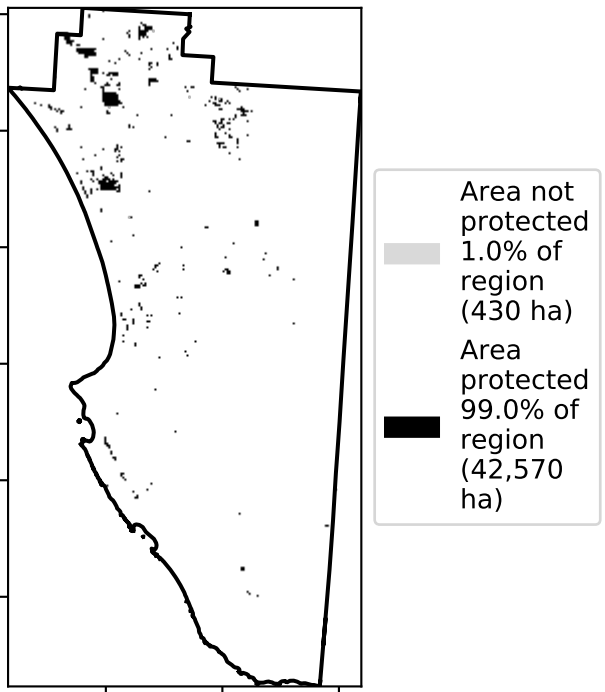 Area not
protected
1.0% of
region
(430 ha)
Area
protected
99.0% of
region
(42,570
ha)